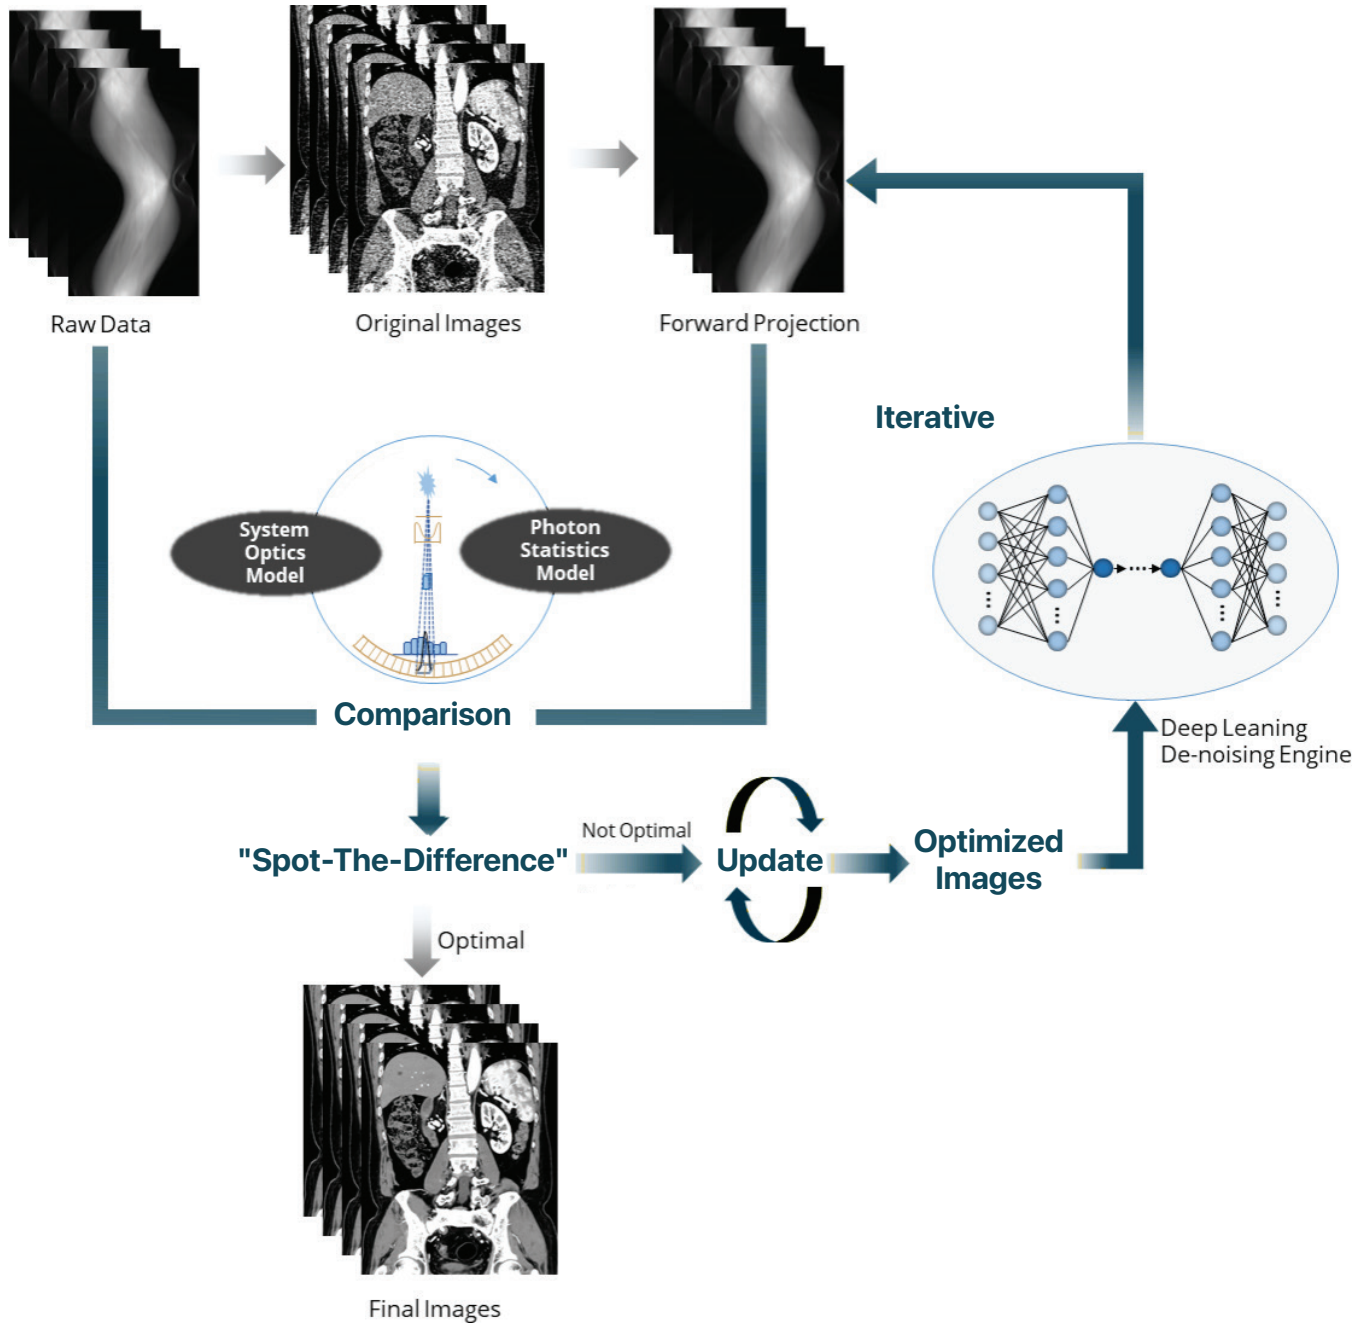 Raw Data
Original Images
Forward Projection
Iterative
System
Optics
Model
Photon
Statistics
Model
Comparison
Deep Leaning
De-noising Engine
"Spot-The-Difference"
Not Optimal
Update
Optimized
Images
Optimal
Final Images